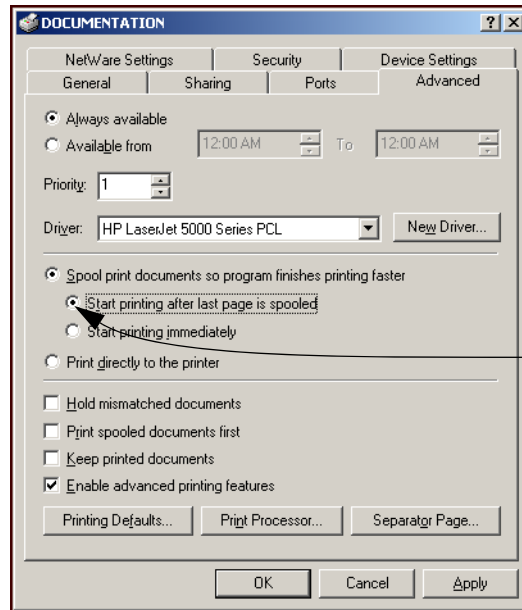 DOCUMENTATION
NetWare Settings Security Device Settings
General Sharing Ports Advanced
Always available
Available from 12:00 AM To 12:00 AM
Priority: 1
Driver: HP LaserJet 5000 Series PCL New Driver...
Spool print documents so program finishes printing faster
Start printing after last page is spooled
Start printing immediately
Print directly to the printer
Hold mismatched documents
Print spooled documents first
Keep printed documents
Enable advanced printing features
Printing Defaults... Print Processor... Separator Page...
OK Cancel Apply